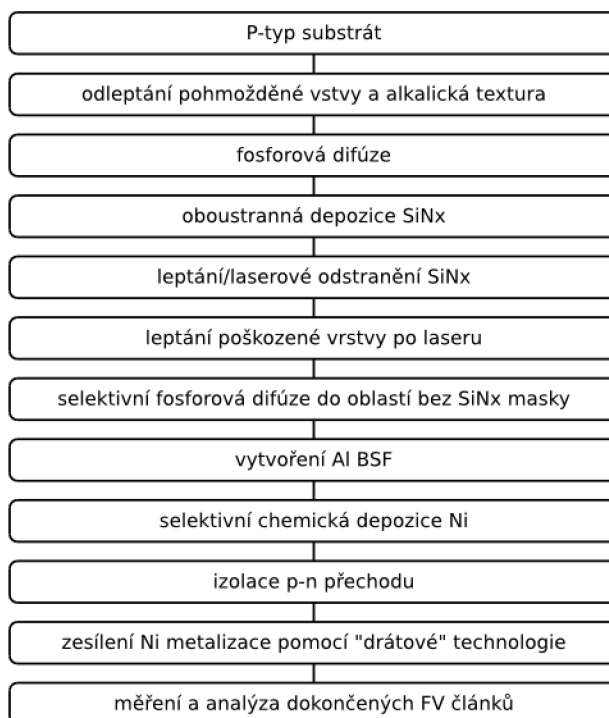 P-typ substrát
odleptání pohmožděné vstvy a alkalická textura
fosforová difúze
oboustranná depozice SiNx
leptání/laserové odstranění SiNx
leptání poškozené vrstvy po laseru
selektivní fosforová difúze do oblastí bez SiNx masky
vytvoření Al BSF
selektivní chemická depozice Ni
izolace p-n přechodu
zesílení Ni metalizace pomocí "drátové" technologie
měření a analýza dokončených FV článků